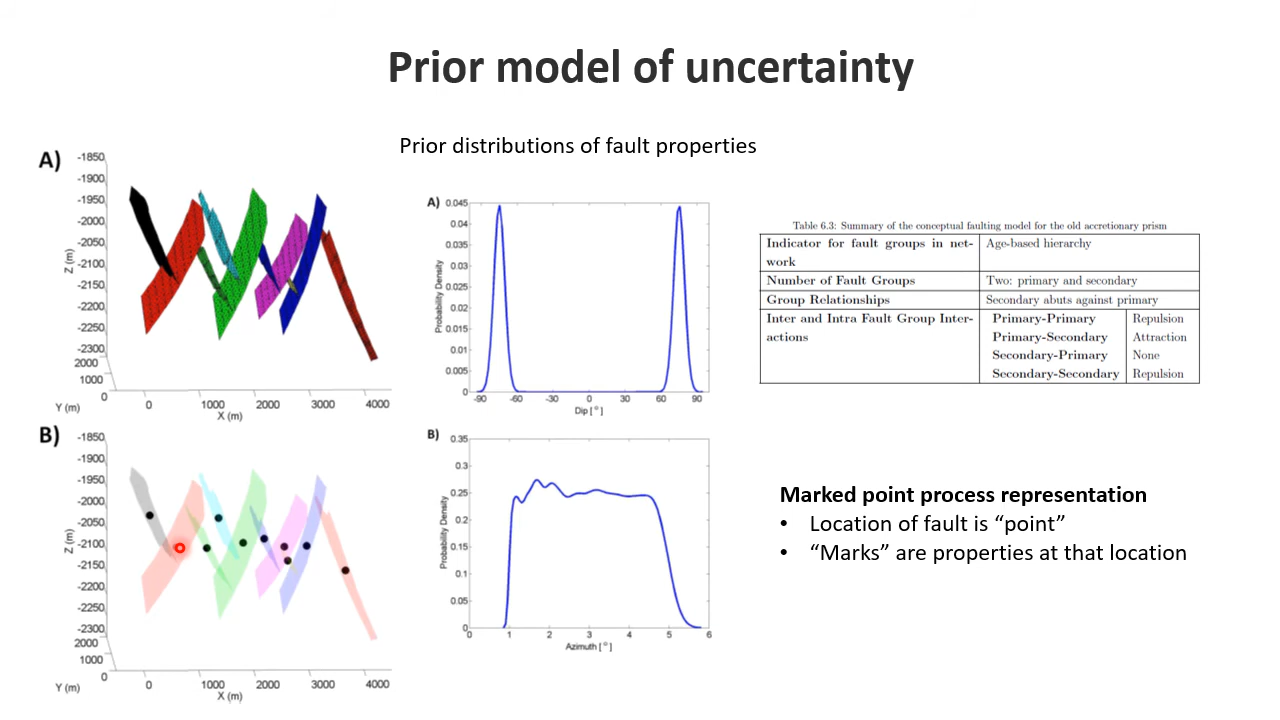 Prior model of uncertainty
Prior distributions of fault properties
A)
-1850
-1900
-1950
-2000
-2050
-2100
-2150
-2200
-2250
-2300
2000
1000
0
Z (m)
Y (m)
0
1000
2000
3000
4000
X (m)
B)
-1850
-1900
-1950
-2000
-2050
-2100
-2150
-2200
-2250
-2300
2000
1000
0
Z (m)
Y (m)
0
1000
2000
3000
4000
X (m)
A)
0.045
0.04
0.035
0.03
0.025
0.02
0.015
0.01
0.005
0
Probability Density
-90
-60
-30
0
30
60
90
Dip [°]
B)
0.35
0.3
0.25
0.2
0.15
0.1
0.05
0
Probability Density
0
1
2
3
4
5
6
Azimuth [°]
Table 6.3: Summary of the conceptual faulting model for the old accretionary prism
Indicator for fault groups in net-
work
Age-based hierarchy
Number of Fault Groups
Two: primary and secondary
Group Relationships
Secondary abuts against primary
Inter and Intra Fault Group Inter-
actions
Primary-Primary
Repulsion
Primary-Secondary
Attraction
Secondary-Primary
None
Secondary-Secondary
Repulsion
Marked point process representation
• Location of fault is “point”
• “Marks” are properties at that location